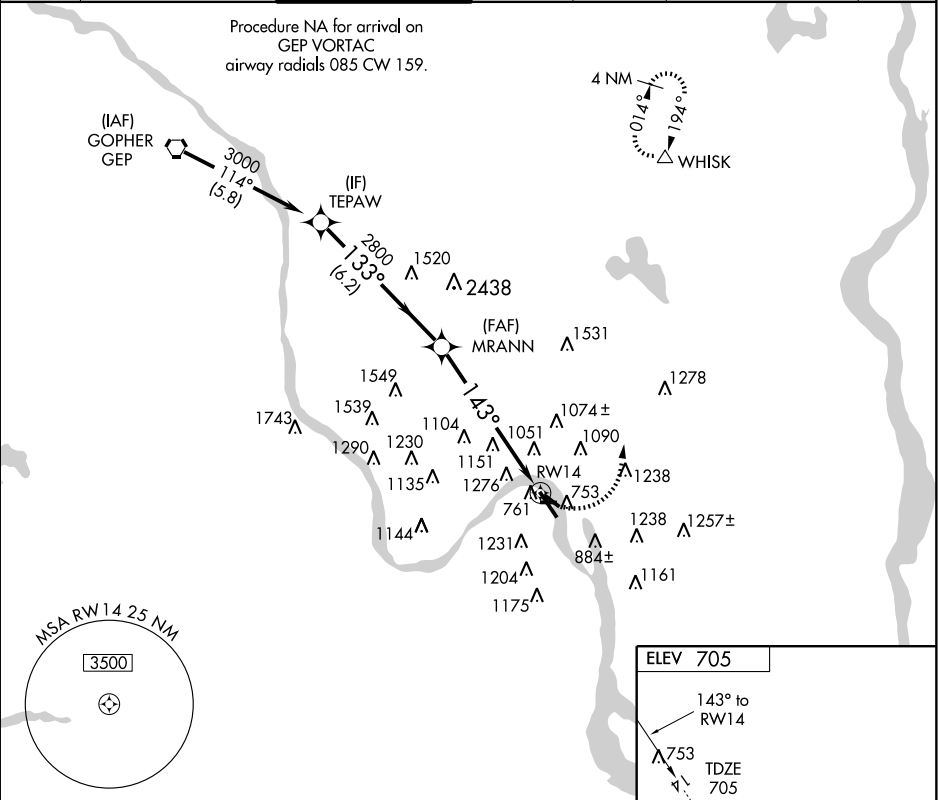 Procedure NA for arrival on
GEP VORTAC
airway radials 085 CW 159.
4 NM
014°
194°
WHISK
(IAF)
GOPHER
GEP
3000
114°
(5.8)
(IF)
TEPAW
2800
133°
(6.2)
1520
2438
(FAF)
MRANN
1531
1278
1549
143°
1539
1743
1104
1074±
1051
1090
1290
1230
1151
1135
1276
RW14
1238
761
753
1144
1231
1238
1257±
884±
1204
1161
1175
MSA RW14 25 NM
3500
ELEV 705
143° to
RW14
753
TDZE
705